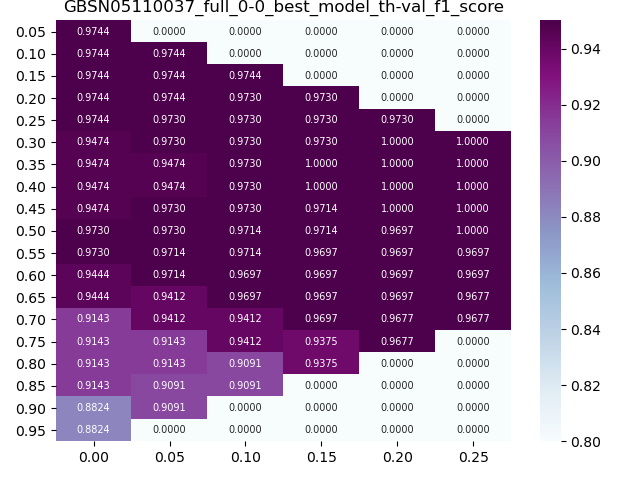 GBSN05110037_full_0-0_best_model_th-val_f1_score
0.05 0.9744 0.0000 0.0000 0.0000 0.0000 0.0000
0.10 0.9744 0.9744 0.0000 0.0000 0.0000 0.0000
0.15 0.9744 0.9744 0.9744 0.0000 0.0000 0.0000
0.20 0.9744 0.9744 0.9730 0.9730 0.0000 0.0000
0.25 0.9744 0.9730 0.9730 0.9730 0.9730 0.0000
0.30 0.9474 0.9730 0.9730 0.9730 1.0000 1.0000
0.35 0.9474 0.9474 0.9730 1.0000 1.0000 1.0000
0.40 0.9474 0.9474 0.9730 1.0000 1.0000 1.0000
0.45 0.9474 0.9730 0.9730 0.9714 1.0000 1.0000
0.50 0.9730 0.9730 0.9714 0.9714 0.9697 1.0000
0.55 0.9730 0.9714 0.9714 0.9697 0.9697 0.9697
0.60 0.9444 0.9714 0.9697 0.9697 0.9697 0.9697
0.65 0.9444 0.9412 0.9697 0.9697 0.9697 0.9677
0.70 0.9143 0.9412 0.9412 0.9697 0.9677 0.9677
0.75 0.9143 0.9143 0.9412 0.9375 0.9677 0.0000
0.80 0.9143 0.9143 0.9091 0.9375 0.0000 0.0000
0.85 0.9143 0.9091 0.9091 0.0000 0.0000 0.0000
0.90 0.8824 0.9091 0.0000 0.0000 0.0000 0.0000
0.95 0.8824 0.0000 0.0000 0.0000 0.0000 0.0000
0.00 0.05 0.10 0.15 0.20 0.25
0.94
0.92
0.90
0.88
0.86
0.84
0.82
0.80